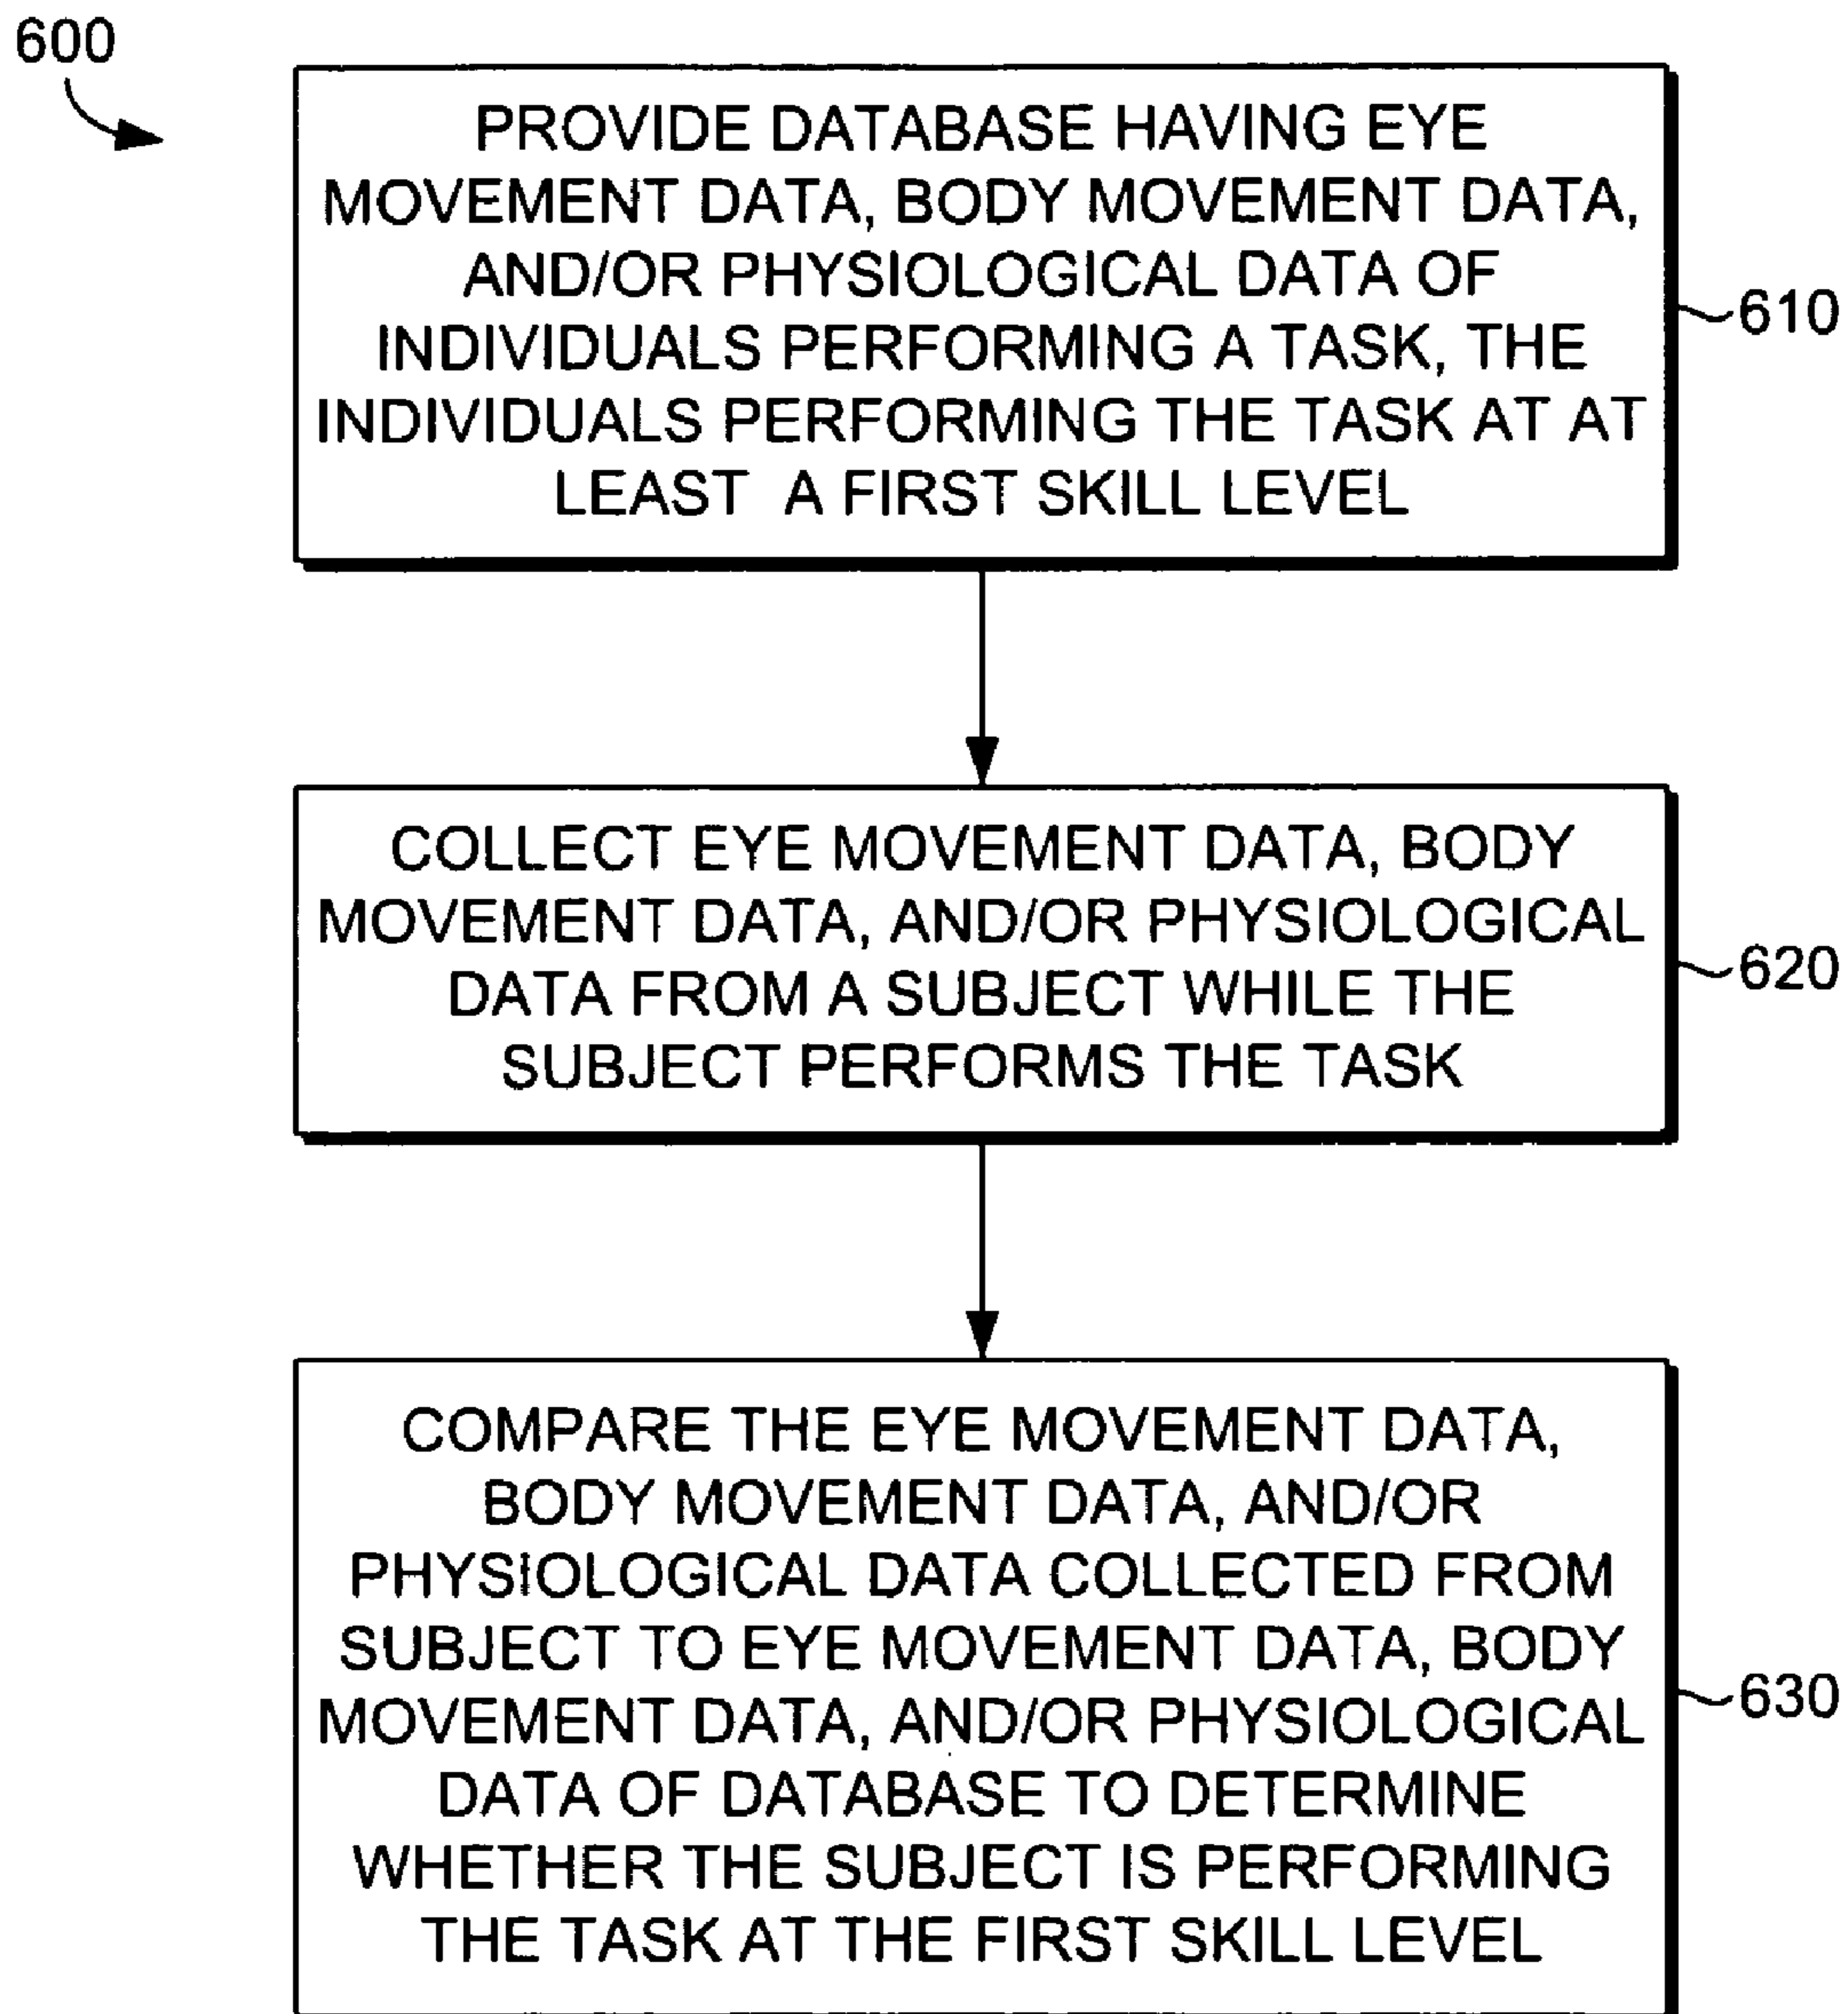 600
PROVIDE DATABASE HAVING EYE
MOVEMENT DATA, BODY MOVEMENT DATA,
AND/OR PHYSIOLOGICAL DATA OF
INDIVIDUALS PERFORMING A TASK, THE
INDIVIDUALS PERFORMING THE TASK AT AT
LEAST A FIRST SKILL LEVEL
610
COLLECT EYE MOVEMENT DATA, BODY
MOVEMENT DATA, AND/OR PHYSIOLOGICAL
DATA FROM A SUBJECT WHILE THE
SUBJECT PERFORMS THE TASK
620
COMPARE THE EYE MOVEMENT DATA,
BODY MOVEMENT DATA, AND/OR
PHYSIOLOGICAL DATA COLLECTED FROM
SUBJECT TO EYE MOVEMENT DATA, BODY
MOVEMENT DATA, AND/OR PHYSIOLOGICAL
DATA OF DATABASE TO DETERMINE
WHETHER THE SUBJECT IS PERFORMING
THE TASK AT THE FIRST SKILL LEVEL
630